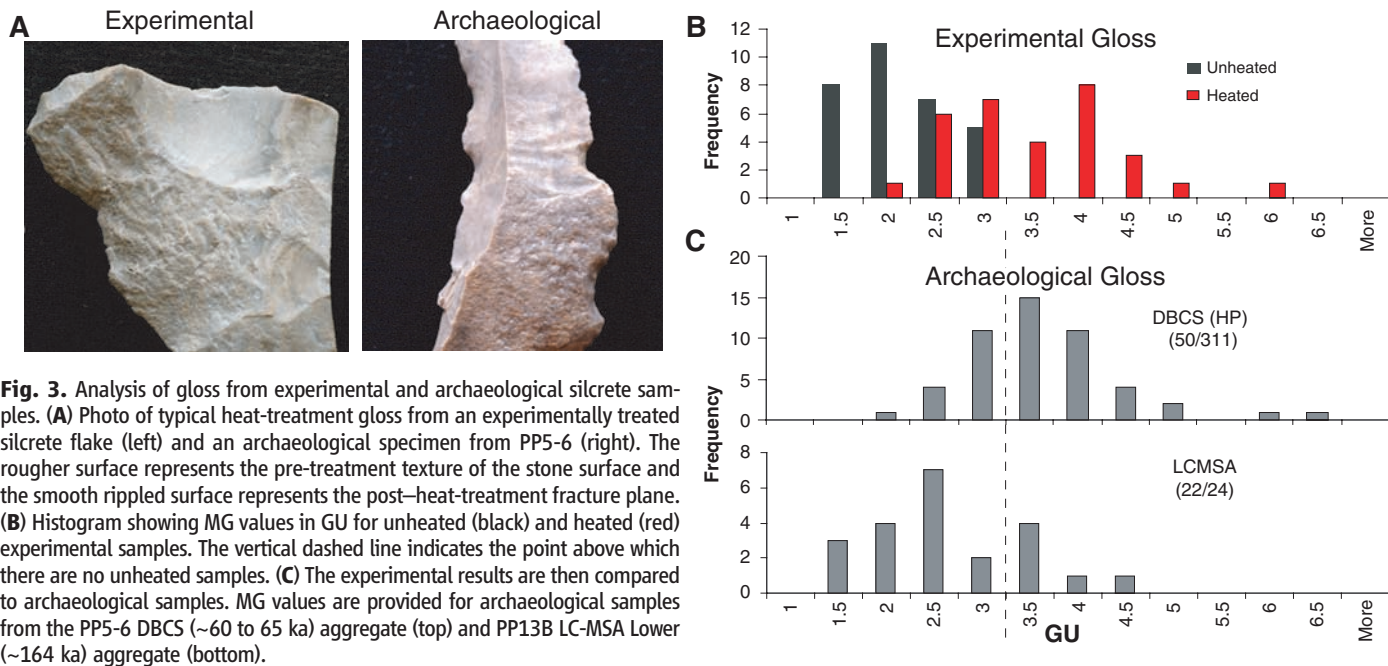 A
Experimental
Archaeological
Fig. 3. Analysis of gloss from experimental and archaeological silcrete sam-
ples. (A) Photo of typical heat-treatment gloss from an experimentally treated
silcrete flake (left) and an archaeological specimen from PP5-6 (right). The
rougher surface represents the pre-treatment texture of the stone surface and
the smooth rippled surface represents the post–heat-treatment fracture plane.
(B) Histogram showing MG values in GU for unheated (black) and heated (red)
experimental samples. The vertical dashed line indicates the point above which
there are no unheated samples. (C) The experimental results are then compared
to archaeological samples. MG values are provided for archaeological samples
from the PP5-6 DBCS (~60 to 65 ka) aggregate (top) and PP13B LC-MSA Lower
(~164 ka) aggregate (bottom).
B
Experimental Gloss
Unheated
Heated
Frequency
12
10
8
6
4
2
0
1 1.5 2 2.5 3 3.5 4 4.5 5 5.5 6 6.5 More
C
Archaeological Gloss
DBCS (HP)
(50/311)
20
15
10
5
0
Frequency
LCMSA
(22/24)
8
6
4
2
0
1 1.5 2 2.5 3 3.5 4 4.5 5 5.5 6 6.5 More
GU